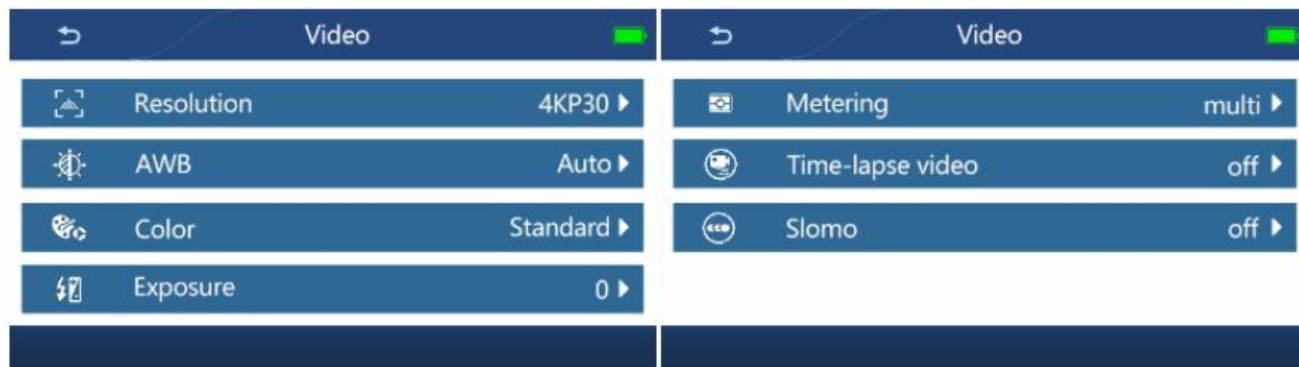 Video
Resolution 4KP30
AWB Auto
Color Standard
Exposure 0
Video
Metering multi
Time-lapse video off
Slomo off